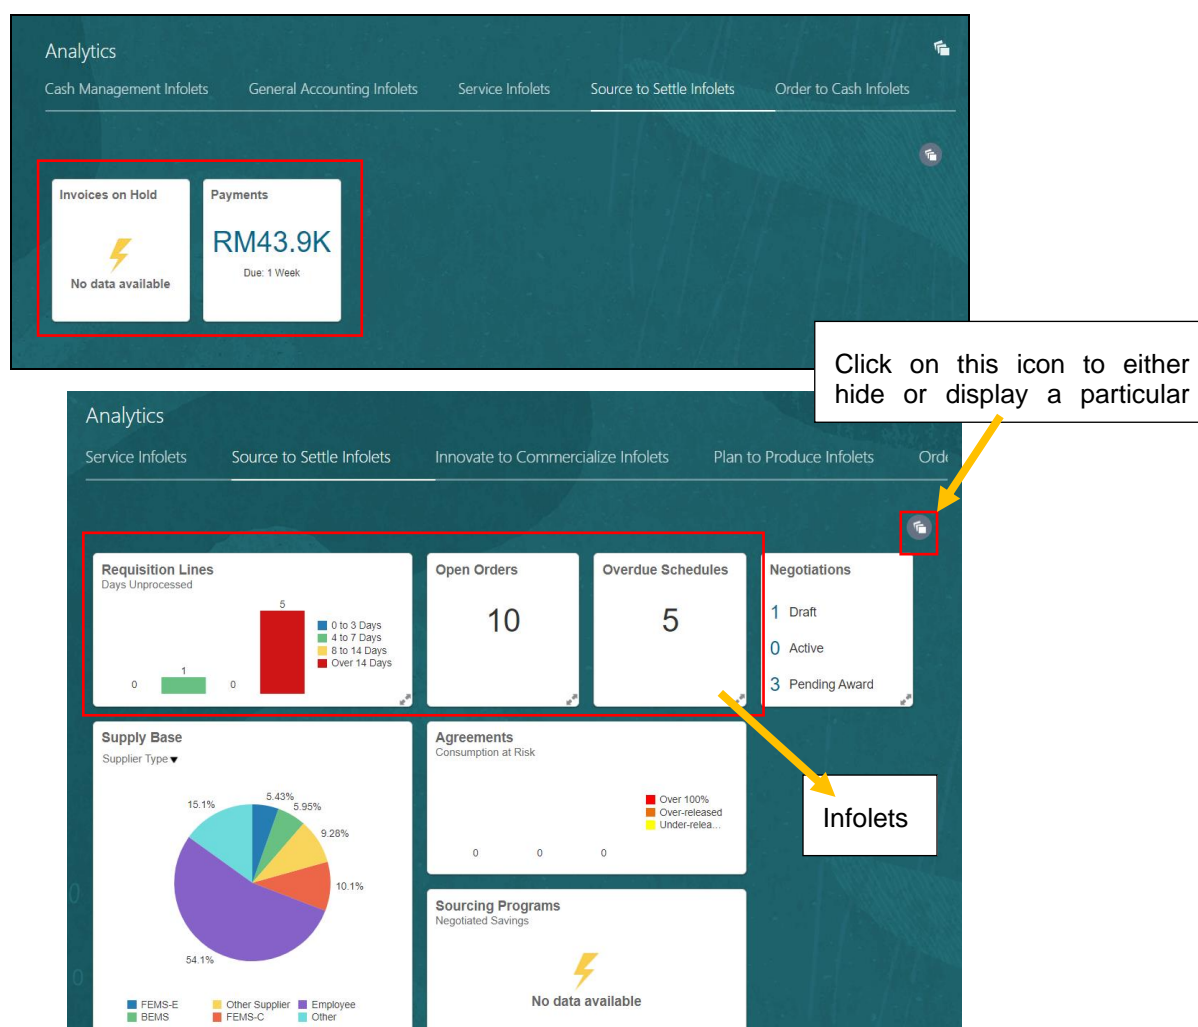 Analytics
Cash Management Infolets General Accounting Infolets Service Infolets Source to Settle Infolets Order to Cash Infolets
Invoices on Hold
No data available
Payments
RM43.9K
Due: 1 Week
Click on this icon to either
hide or display a particular
Analytics
Service Infolets Source to Settle Infolets Innovate to Commercialize Infolets Plan to Produce Infolets Orde
Requisition Lines
Days Unprocessed
0
1
0
5
0 to 3 Days
4 to 7 Days
8 to 14 Days
Over 14 Days
Open Orders
10
Overdue Schedules
5
Negotiations
1 Draft
0 Active
3 Pending Award
Supply Base
Supplier Type
5.43%
5.95%
9.28%
10.1%
54.1%
15.1%
FEMS-E Other Supplier Employee
BEMS FEMS-C Other
Agreements
Consumption at Risk
Over 100%
Over-released
Under-relea...
0 0 0
Infolets
Sourcing Programs
Negotiated Savings
No data available
0
0